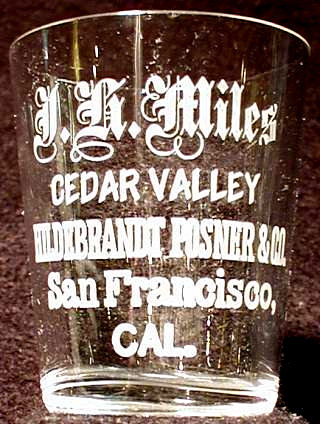 J. H. Miles
CEDAR VALLEY
HILDEBRANDT POSNER & CO.
San Francisco,
CAL.